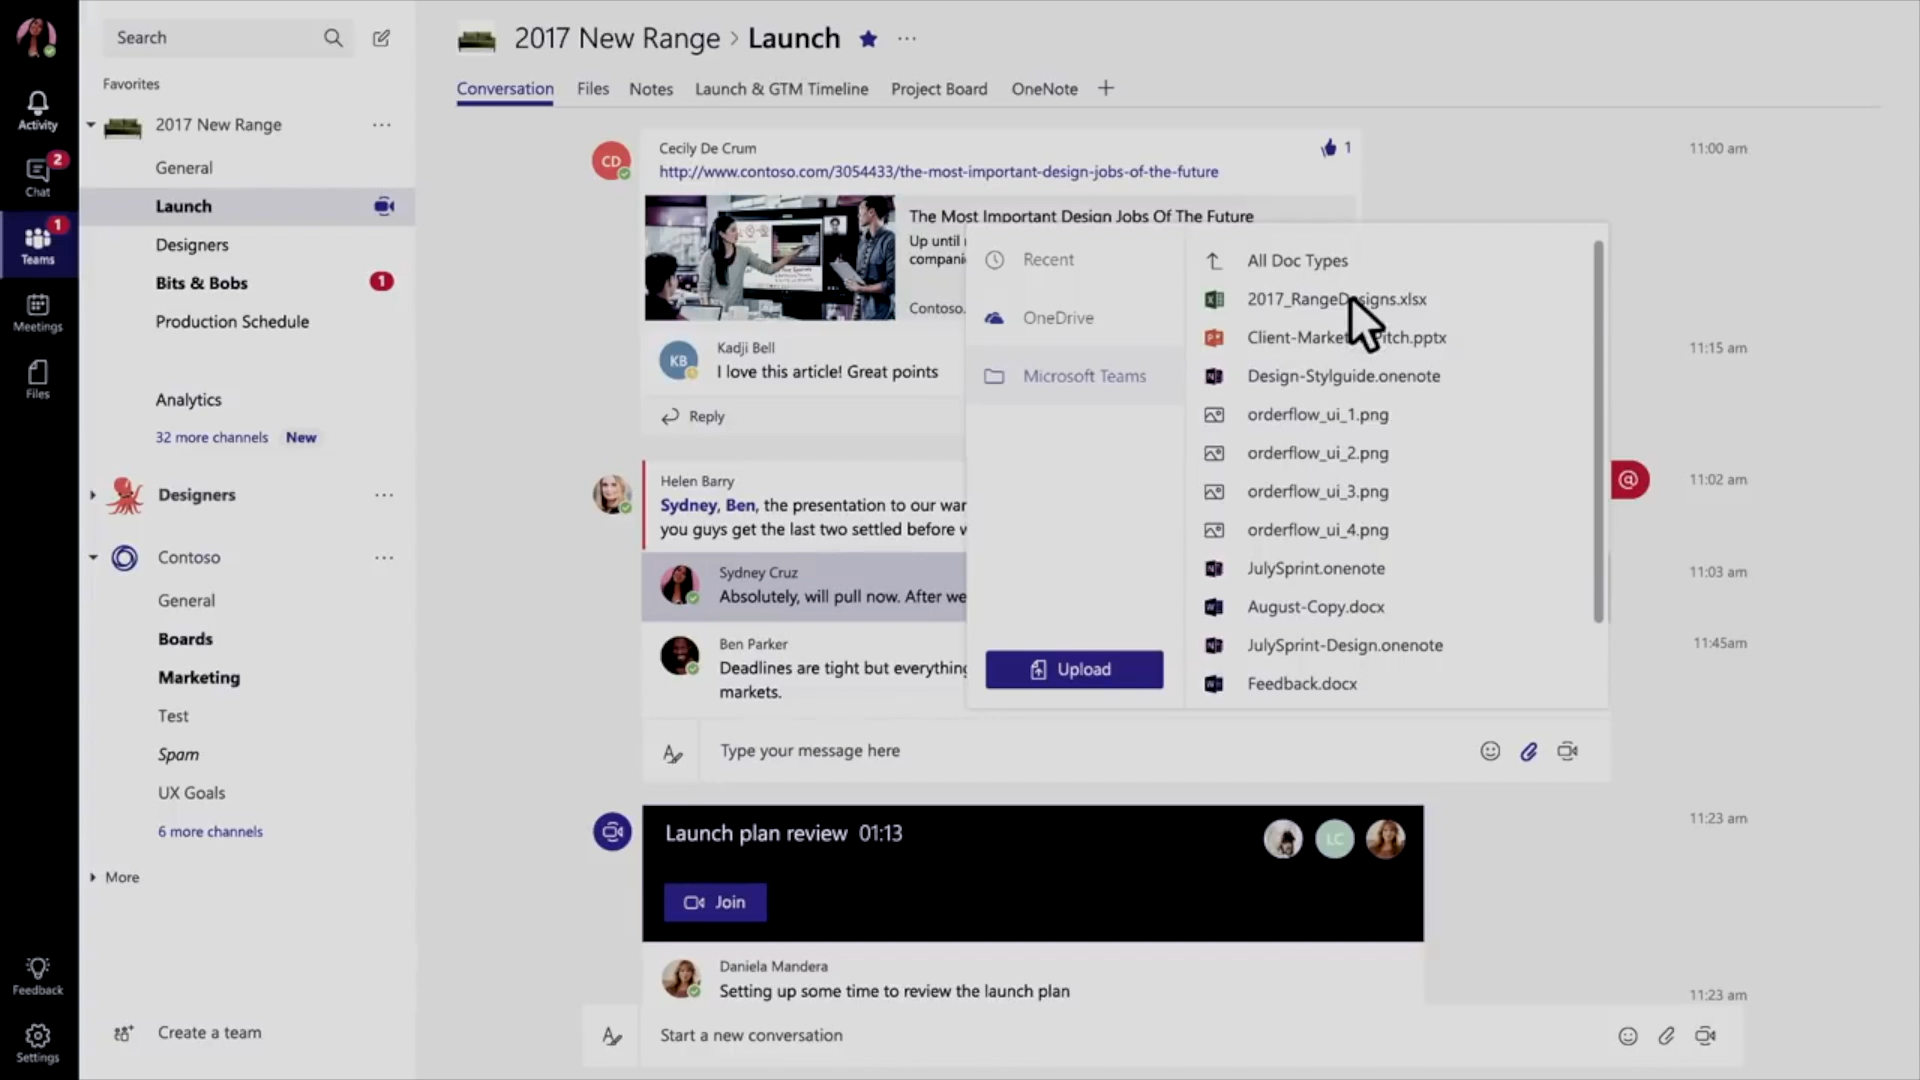 Search
Activity
2
Chat
1
Teams
Meetings
Files
Feedback
Settings
Favorites
2017 New Range
General
Launch
Designers
Bits & Bobs
1
Production Schedule
Analytics
32 more channels New
Designers
Contoso
General
Boards
Marketing
Test
Spam
UX Goals
6 more channels
More
Create a team
2017 New Range > Launch
Conversation Files Notes Launch & GTM Timeline Project Board OneNote
CD
Cecily De Crum
1
11:00 am
http://www.contoso.com/3054433/the-most-important-design-jobs-of-the-future
The Most Important Design Jobs Of The Future
Up until
Contoso.
KB
Kadji Bell
11:15 am
I love this article! Great points
Reply
Helen Barry
@
11:02 am
Sydney, Ben, the presentation to our
you guys get the last two settled before
Sydney Cruz
11:03 am
Absolutely, will pull now. After we
Ben Parker
11:45am
Deadlines are tight but everything
markets.
Type your message here
Recent
OneDrive
Microsoft Teams
Upload
All Doc Types
2017_RangeDesigns.xlsx
Design-Stylguide.onenote
orderflow_ui_1.png
orderflow_ui_2.png
orderflow_ui_3.png
orderflow_ui_4.png
JulySprint.onenote
August-Copy.docx
JulySprint-Design.onenote
Feedback.docx
Launch plan review 01:13
LC
11:23 am
Join
Daniela Mandera
Setting up some time to review the launch plan
11:23 am
Start a new conversation